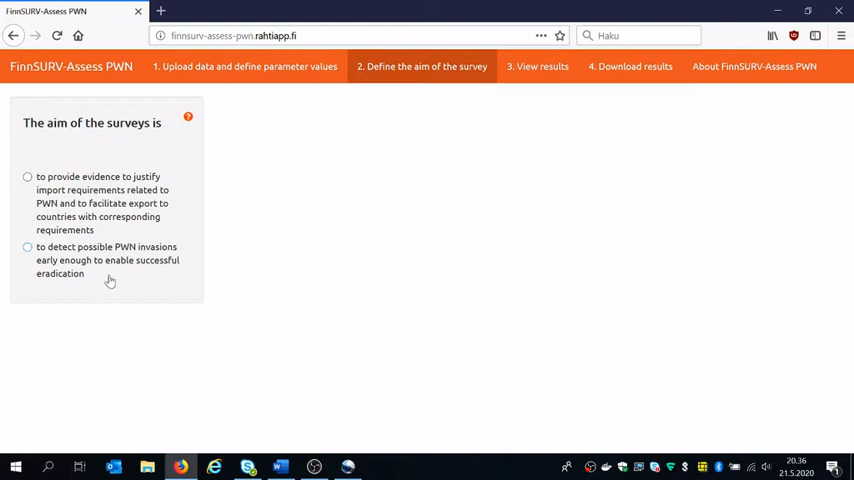 FinnSURV-Assess PWN
finnsurv-assess-pwn.rahtiapp.fi
Haku
FinnSURV-Assess PWN
1. Upload data and define parameter values
2. Define the aim of the survey
3. View results
4. Download results
About FinnSURV-Assess PWN
The aim of the surveys is
?
to provide evidence to justify
import requirements related to
PWN and to facilitate export to
countries with corresponding
requirements
to detect possible PWN invasions
early enough to enable successful
eradication
20.36
21.5.2020